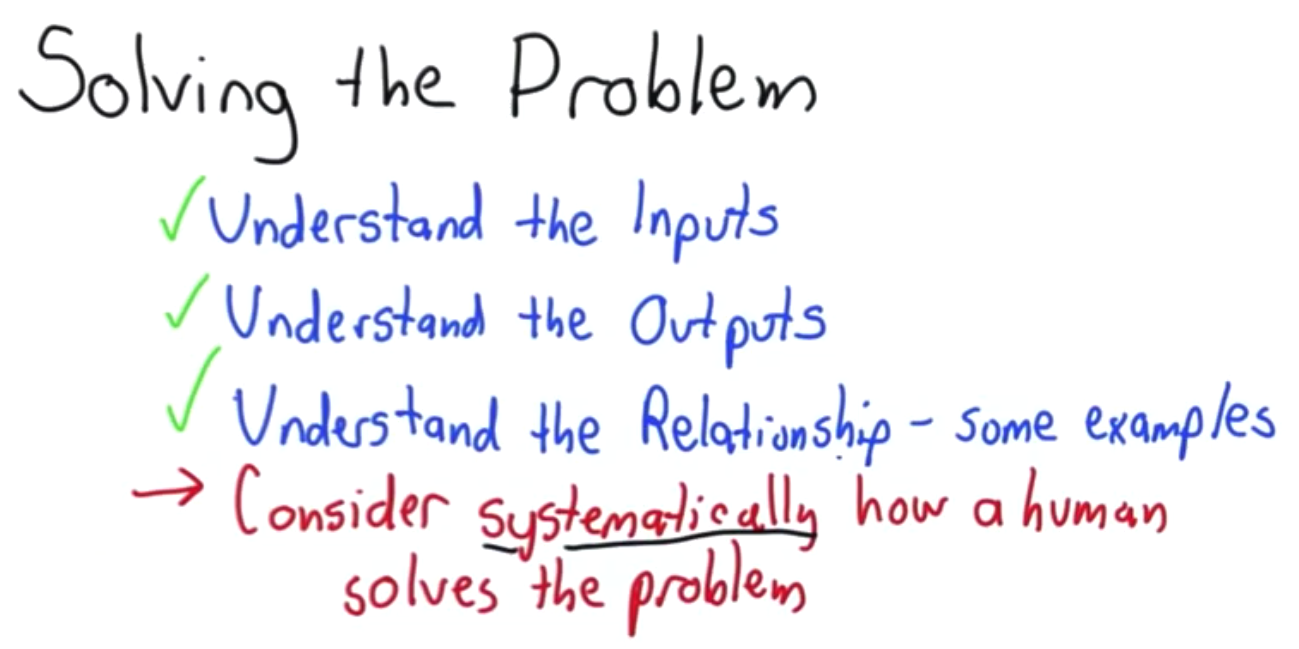 Solving the Problem
✓ Understand the Inputs
✓ Understand the Outputs
✓ Understand the Relationship - some examples
→ Consider systematically how a human
solves the problem